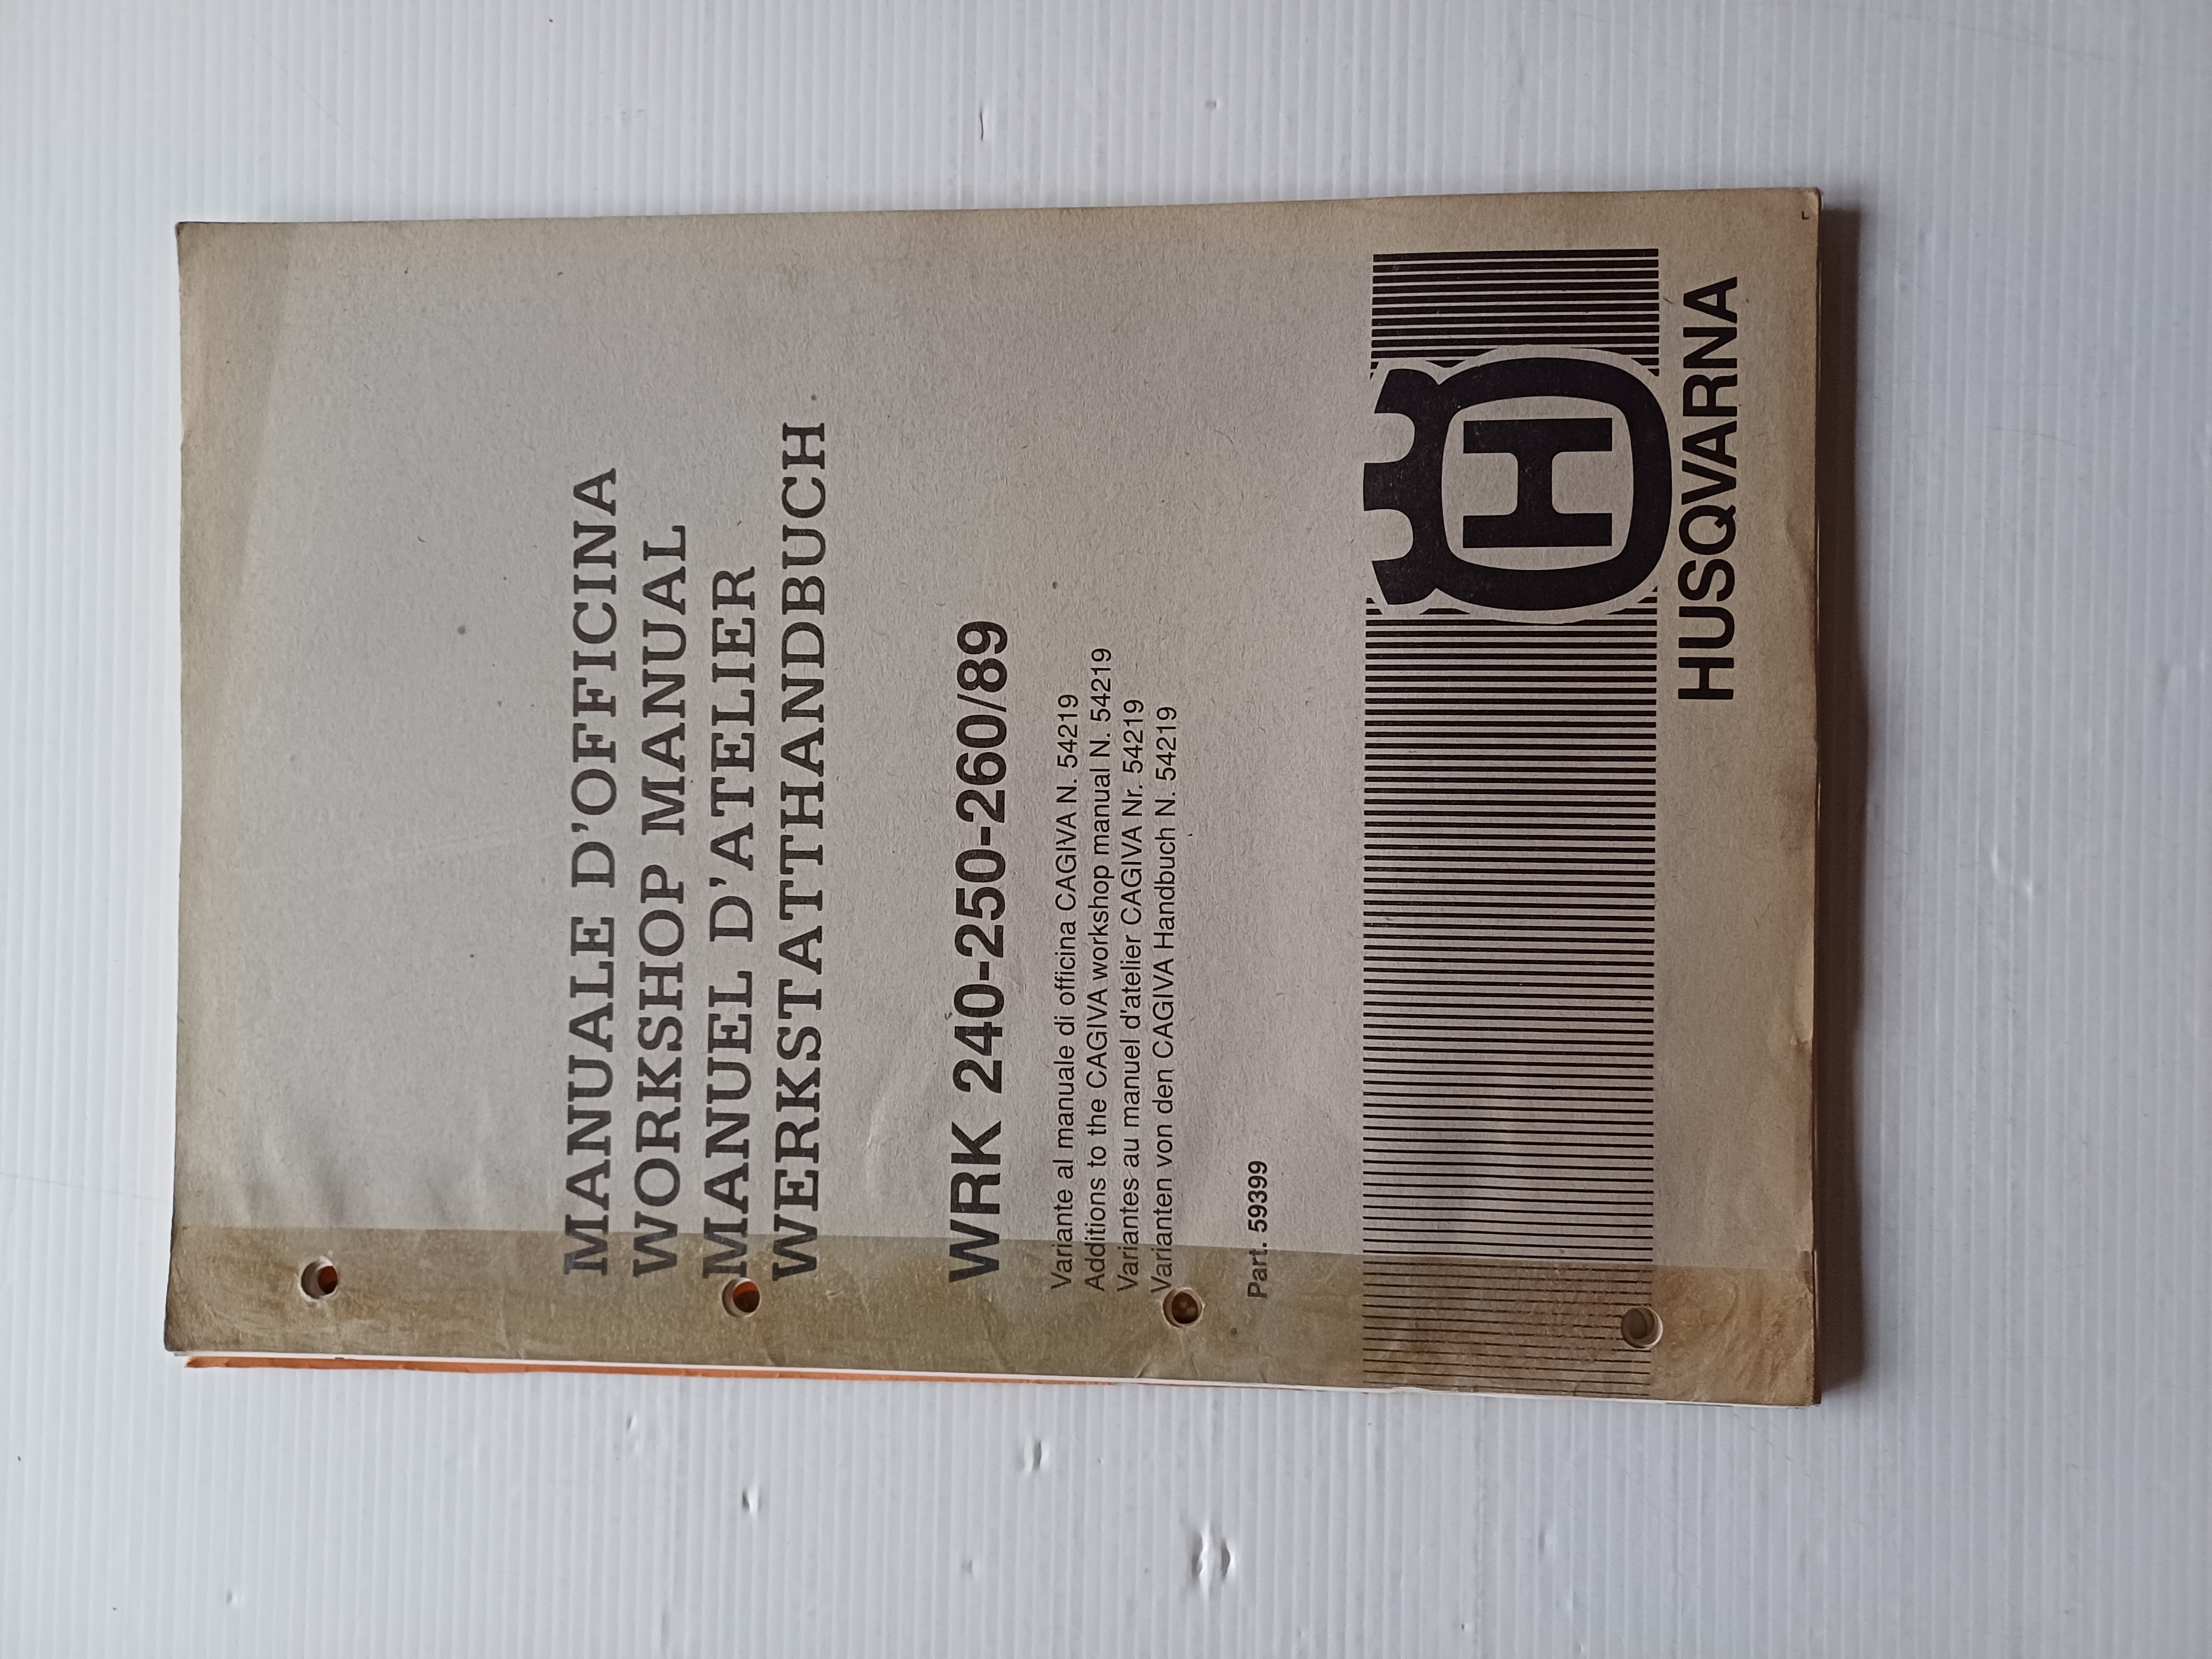 MANUALE D'OFFICINA
WORKSHOP MANUAL
MANUEL D'ATELIER
WERKSTATTHANDBUCH
WRK 240-250-260/89
Variante al manuale di officina CAGIVA N. 54219
Additions to the CAGIVA workshop manual N. 54219
Variantes au manuel d'atelier CAGIVA Nr. 54219
Varianten von den CAGIVA Handbuch N. 54219
Part. 59399
H
HUSQVARNA